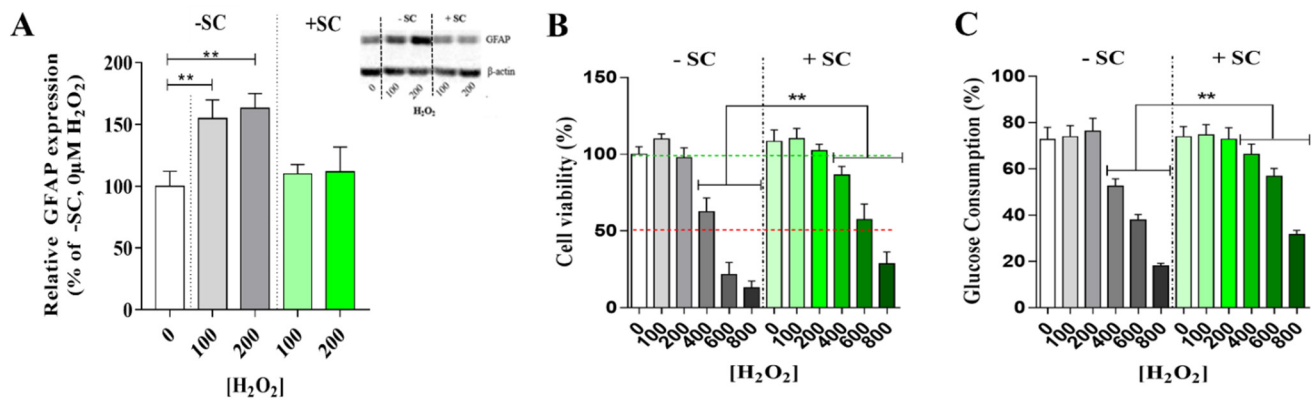 A
-SC
+SC
Relative GFAP expression
(% of -SC, 0µM H₂O₂)
200
150
100
50
0
**
**
0
100
200
100
200
[H₂O₂]
- SC
+ SC
GFAP
β-actin
0
100
200
100
200
H₂O₂
B
- SC
+ SC
Cell viability (%)
150
100
50
0
**
0
100
200
400
600
800
0
100
200
400
600
800
[H₂O₂]
C
- SC
+ SC
Glucose Consumption (%)
100
80
60
40
20
0
**
0
100
200
400
600
800
0
100
200
400
600
800
[H₂O₂]